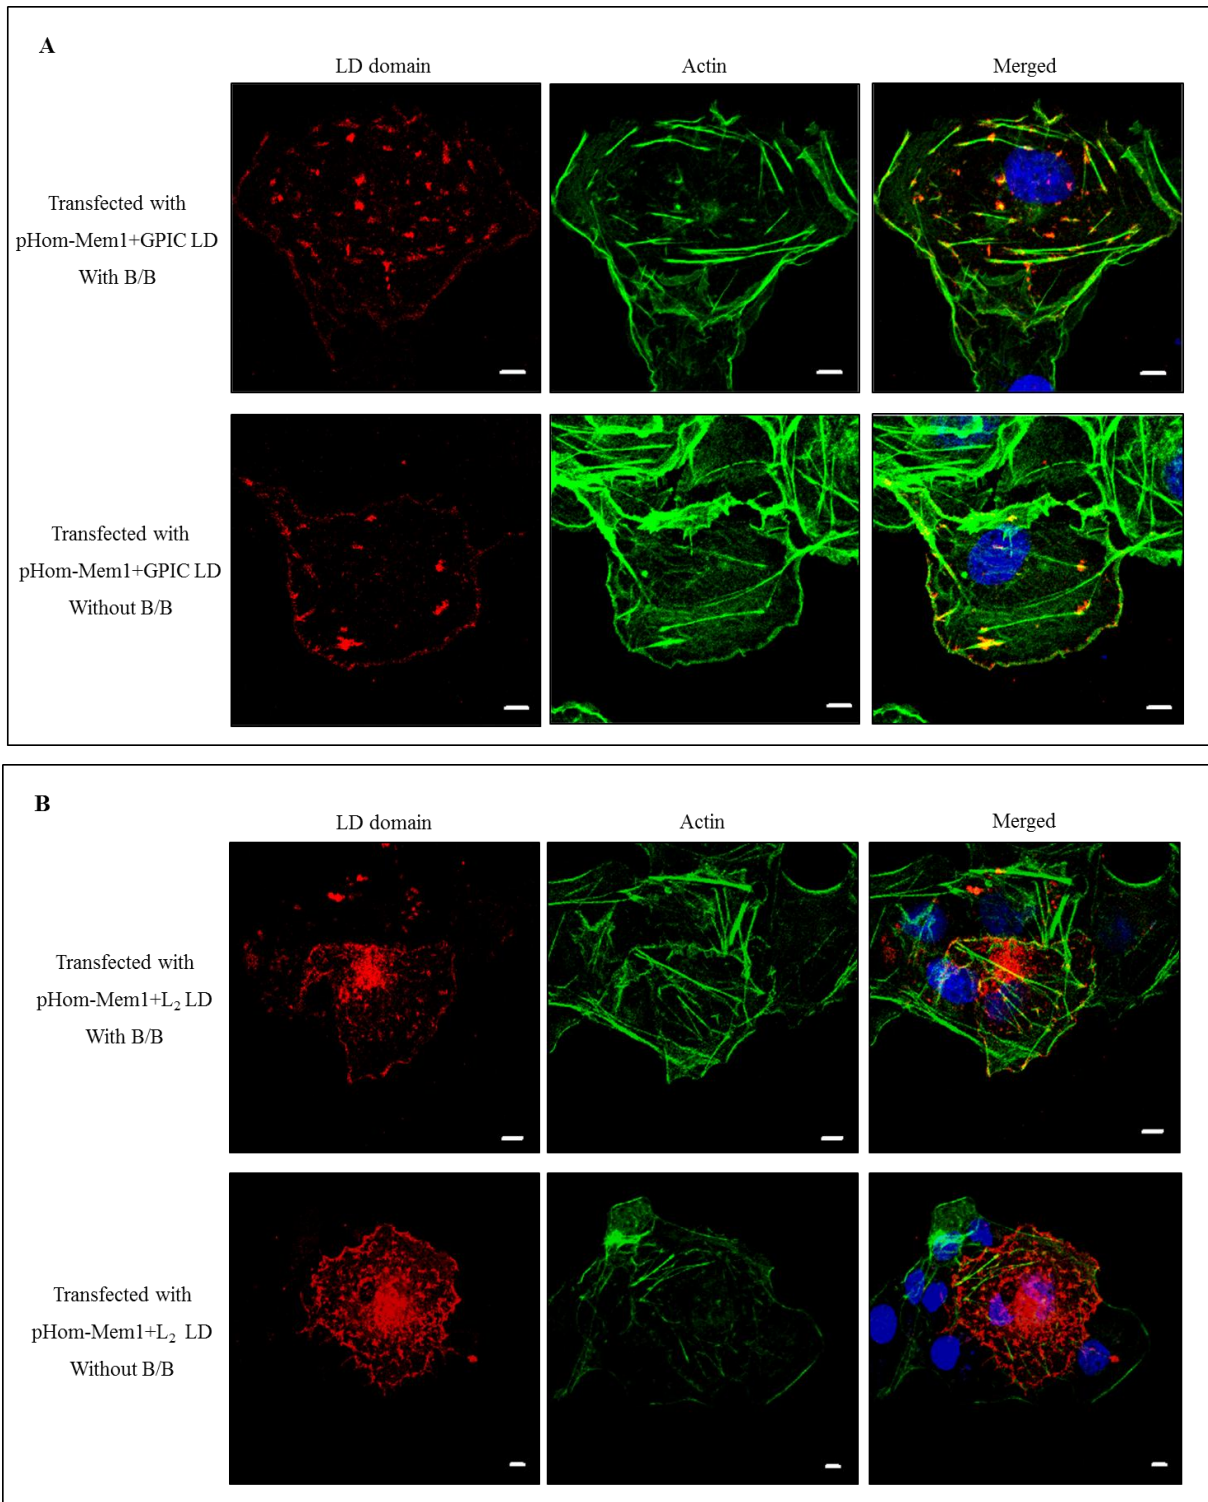 A
LD domain
Actin
Merged
Transfected with
pHom-Mem1+GPIC LD
With B/B
Transfected with
pHom-Mem1+GPIC LD
Without B/B
B
LD domain
Actin
Merged
Transfected with
pHom-Mem1+L₂ LD
With B/B
Transfected with
pHom-Mem1+L₂ LD
Without B/B